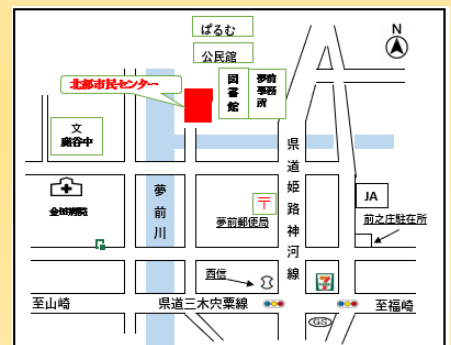 ぱるむ
N
公民館
北部市民センター
図書館
夢前事務所
文
鹿谷中
県道姫路神河線
夢前川
〒
夢前郵便局
JA
前之庄駐在所
西信
7
至山崎
県道三木宍粟線
至福崎
GS